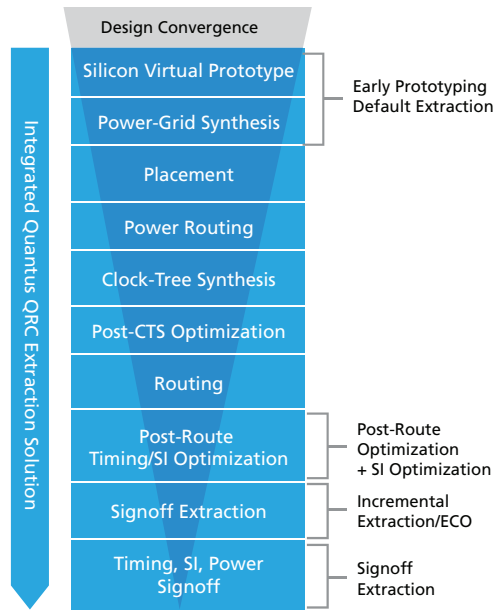 Design Convergence
Silicon Virtual Prototype
Power-Grid Synthesis
Placement
Power Routing
Clock-Tree Synthesis
Post-CTS Optimization
Routing
Post-Route
Timing/SI Optimization
Signoff Extraction
Timing, SI, Power
Signoff
Integrated Quantus QRC Extraction Solution
Early Prototyping
Default Extraction
Post-Route
Optimization
+ SI Optimization
Incremental
Extraction/ECO
Signoff
Extraction